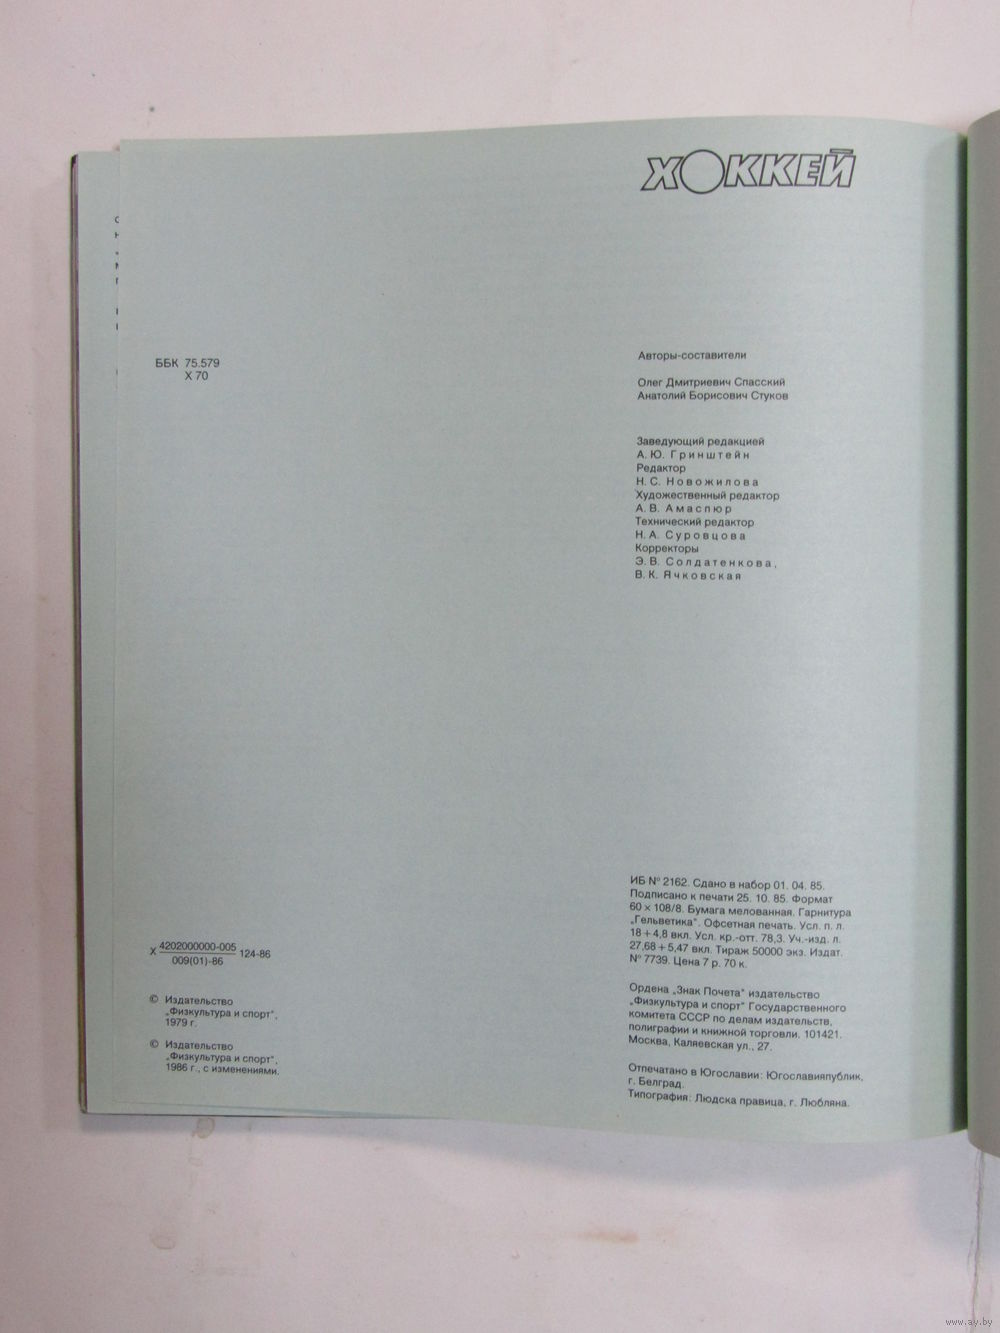 ХОККЕЙ
ББК 75.579
Х 70
Авторы-составители
Олег Дмитриевич Спасский
Анатолий Борисович Стуков
Заведующий редакцией
А. Ю. Гринштейн
Редактор
Н. С. Новожилова
Художественный редактор
А. В. Амаспюр
Технический редактор
Н. А. Суровцова
Корректоры
Э. В. Солдатенкова,
В. К. Ячковская
Х 4202000000-005
009(01)-86 124-86
© Издательство
„Физкультура и спорт“,
1979 г.
© Издательство
„Физкультура и спорт“,
1986 г., с изменениями.
ИБ № 2162. Сдано в набор 01. 04. 85.
Подписано к печати 25. 10. 85. Формат
60 × 108/8. Бумага мелованная. Гарнитура
„Гельветика“. Офсетная печать. Усл. п. л.
18 + 4,8 вкл. Усл. кр.-отт. 78,3. Уч.-изд. л.
27,68 + 5,47 вкл. Тираж 50000 экз. Издат.
№ 7739. Цена 7 р. 70 к.
Ордена „Знак Почета“ издательство
„Физкультура и спорт“ Государственного
комитета СССР по делам издательств,
полиграфии и книжной торговли. 101421.
Москва, Каляевская ул., 27.
Отпечатано в Югославии: Югославияпублик,
г. Белград.
Типография: Людска правица, г. Любляна.
www.ay.by